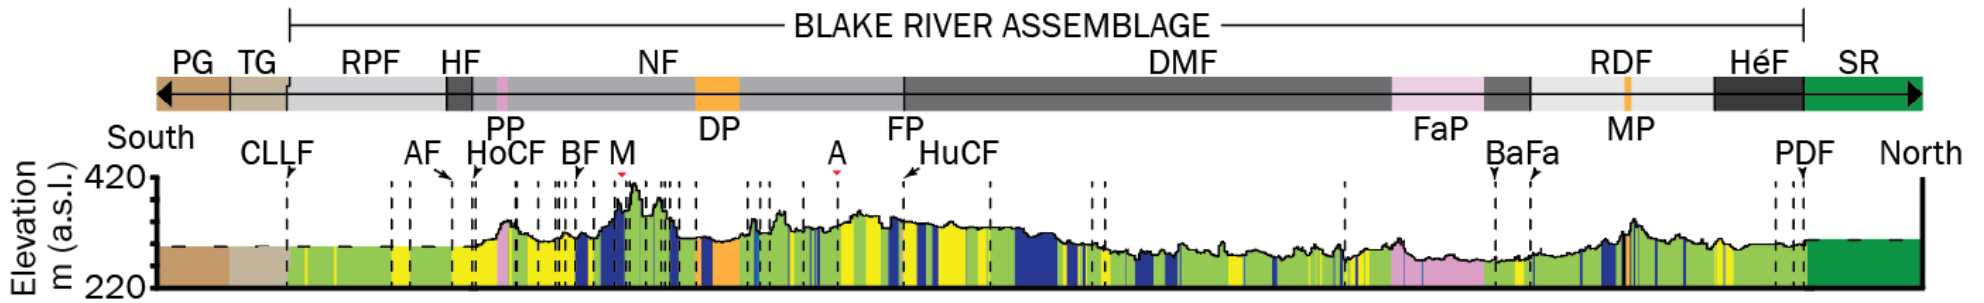 BLAKE RIVER ASSEMBLAGE
PG TG RPF HF NF DMF RDF HéF SR
PP DP FP FaP MP
South North
CLLF AF HoCF BF M A HuCF BaFa PDF
Elevation
m (a.s.l.)
420
220